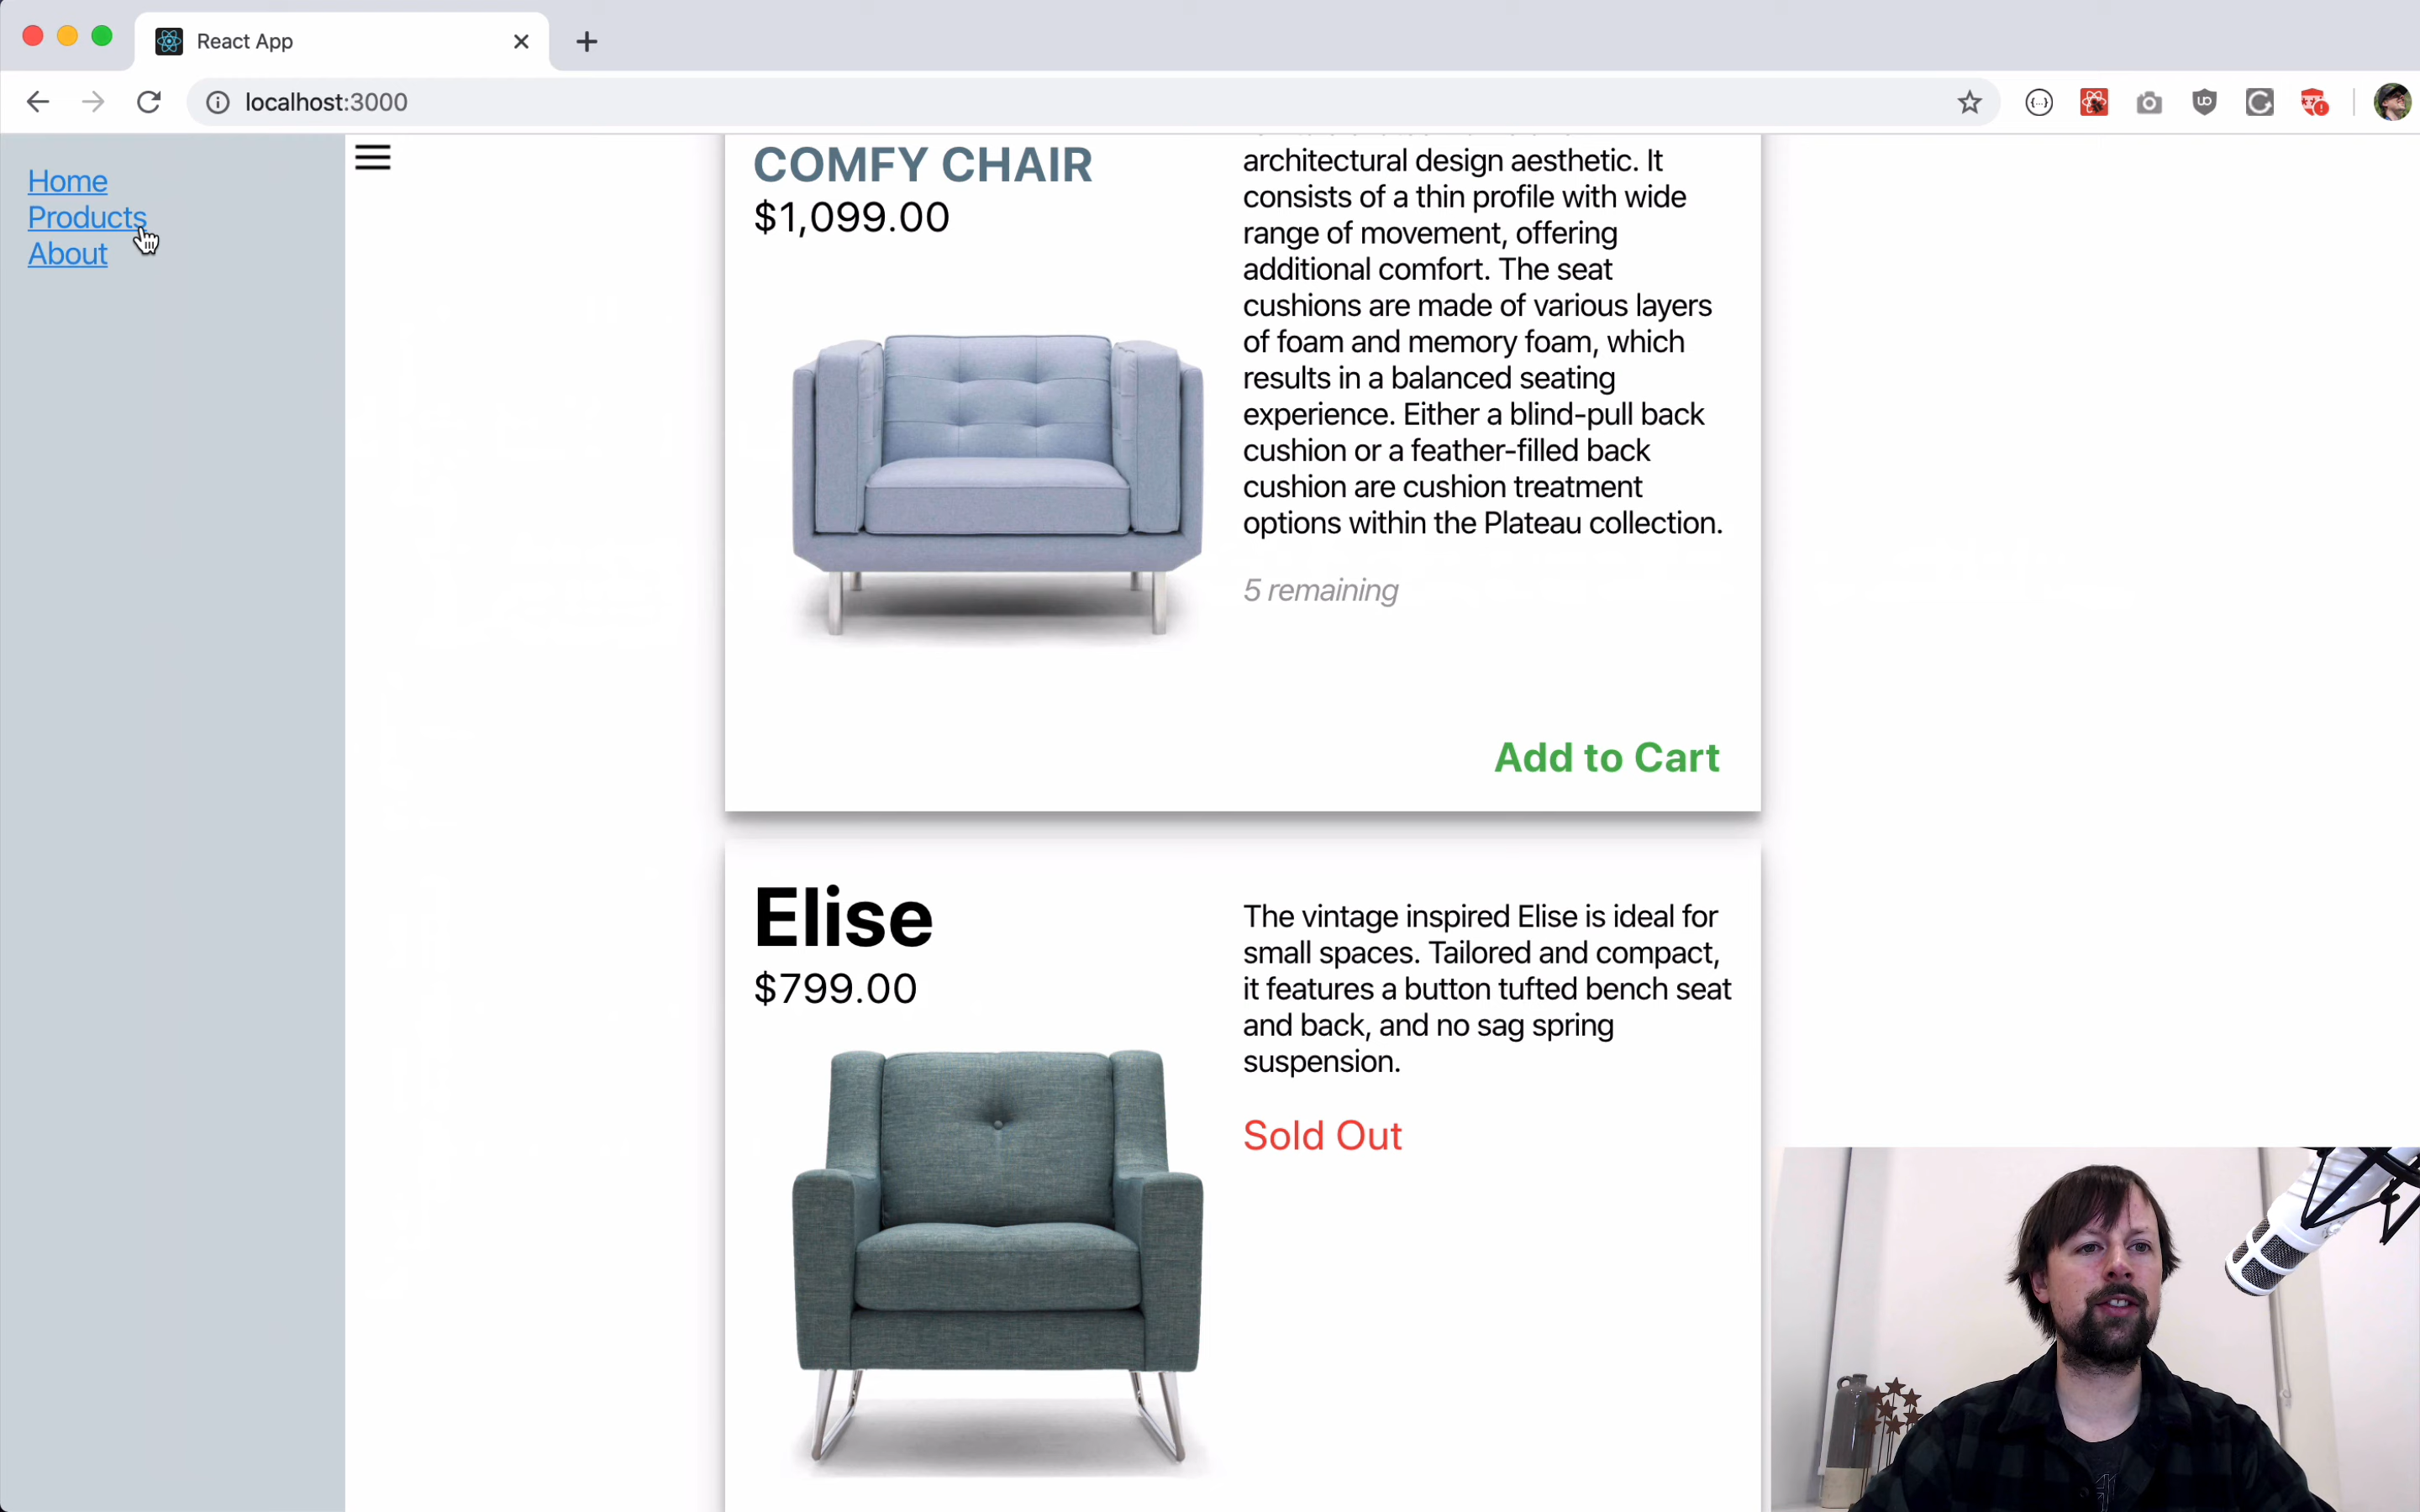 React App
localhost:3000
Home
Products
About
COMFY CHAIR
$1,099.00
architectural design aesthetic. It
consists of a thin profile with wide
range of movement, offering
additional comfort. The seat
cushions are made of various layers
of foam and memory foam, which
results in a balanced seating
experience. Either a blind-pull back
cushion or a feather-filled back
cushion are cushion treatment
options within the Plateau collection.
5 remaining
Add to Cart
Elise
$799.00
The vintage inspired Elise is ideal for
small spaces. Tailored and compact,
it features a button tufted bench seat
and back, and no sag spring
suspension.
Sold Out